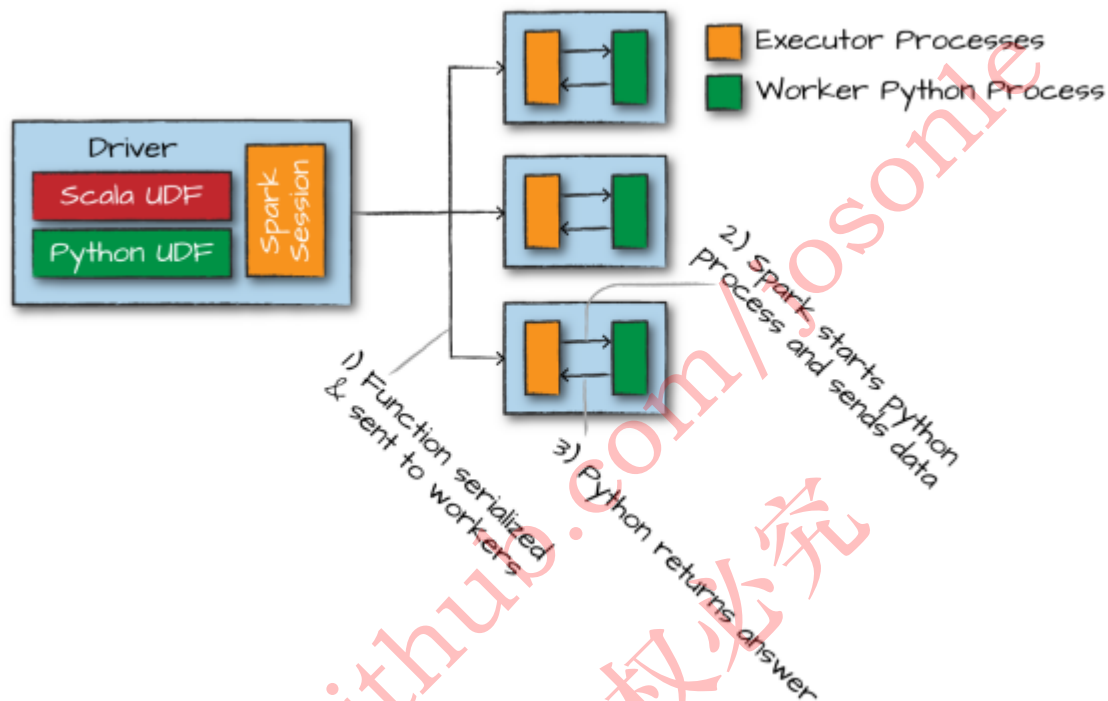 Executor Processes
Worker Python Process
Driver
Scala UDF
Python UDF
Spark
Session
1) Function serialized
& sent to workers
2) Spark starts Python
process and sends data
3) Python returns answer
ithub.com/josonle
权必究